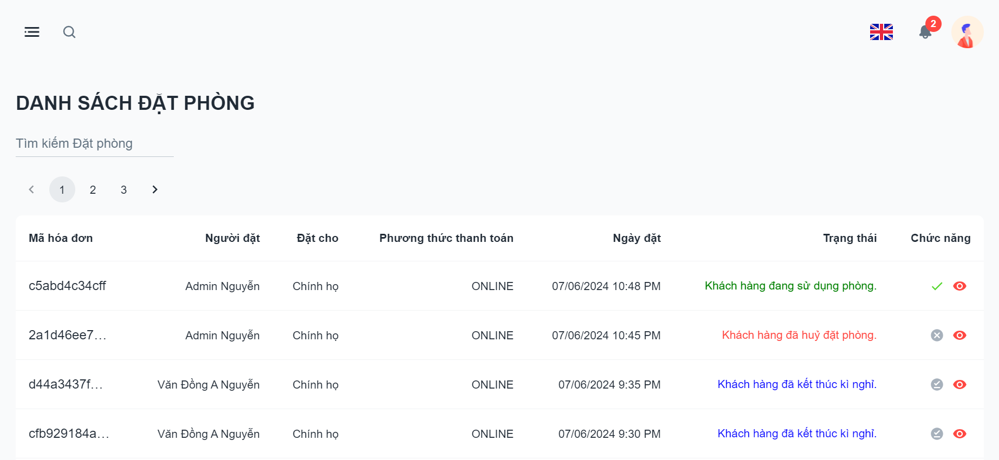 2
DANH SÁCH ĐẶT PHÒNG
Tìm kiếm Đặt phòng
1 2 3
Mã hóa đơn Người đặt Đặt cho Phương thức thanh toán Ngày đặt Trạng thái Chức năng
c5abd4c34cff Admin Nguyễn Chính họ ONLINE 07/06/2024 10:48 PM Khách hàng đang sử dụng phòng.
2a1d46ee7... Admin Nguyễn Chính họ ONLINE 07/06/2024 10:45 PM Khách hàng đã huỷ đặt phòng.
d44a3437f... Văn Đồng A Nguyễn Chính họ ONLINE 07/06/2024 9:35 PM Khách hàng đã kết thúc kì nghỉ.
cfb929184a... Văn Đồng A Nguyễn Chính họ ONLINE 07/06/2024 9:30 PM Khách hàng đã kết thúc kì nghỉ.